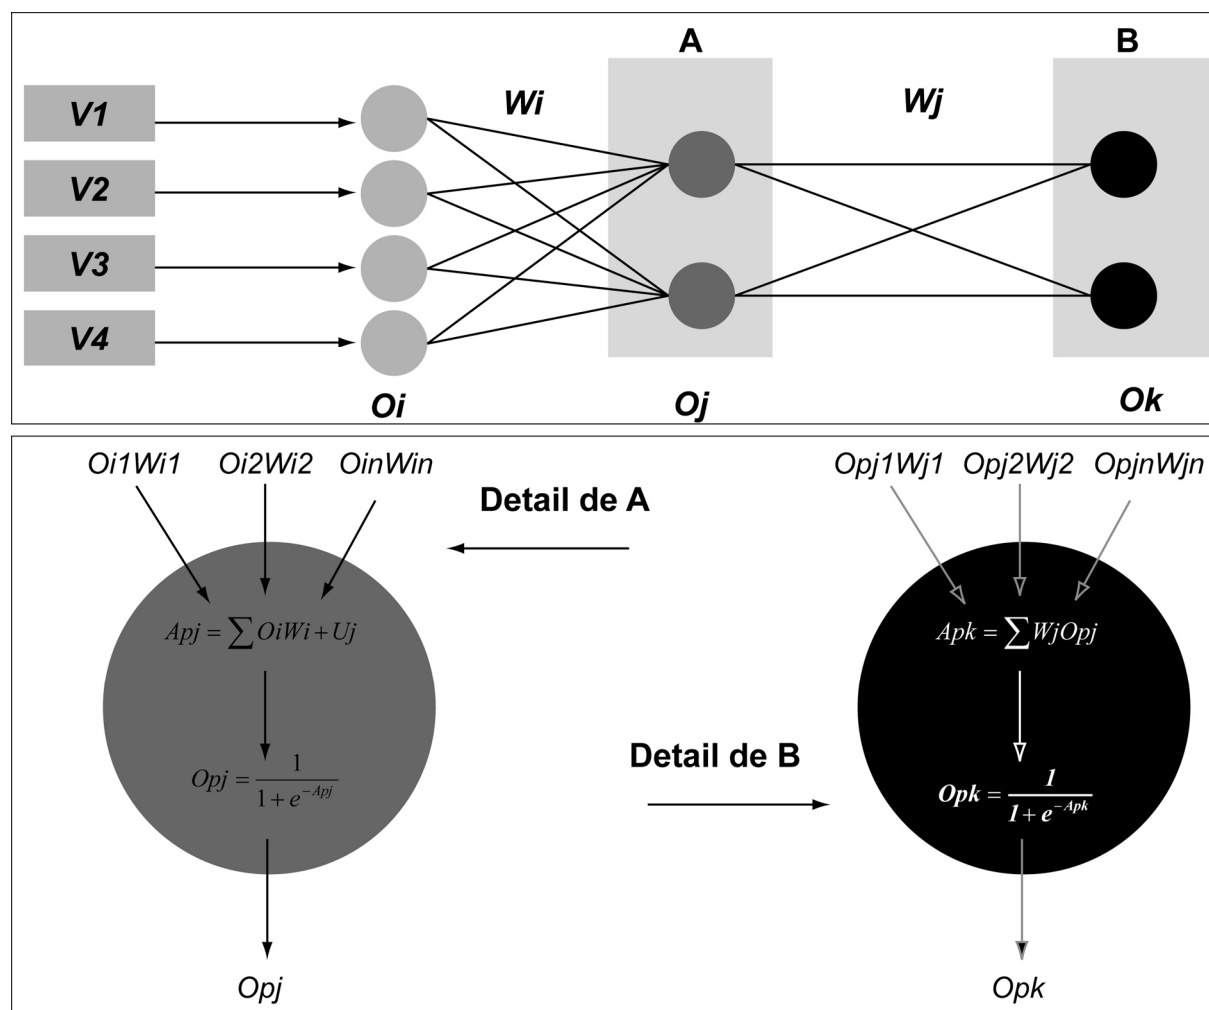 A
B
V1
Wi
Wj
V2
V3
V4
Oi
Oj
Ok
Oi1Wi1
Oi2Wi2
OinWin
Opj1Wj1
Opj2Wj2
OpjnWjn
Detail de A
Apj = ∑ OiWi + Uj
Apk = ∑ WjOpj
Detail de B
Opj = 1 / (1 + e^{-Apj})
Opk = 1 / (1 + e^{-Apk})
Opj
Opk